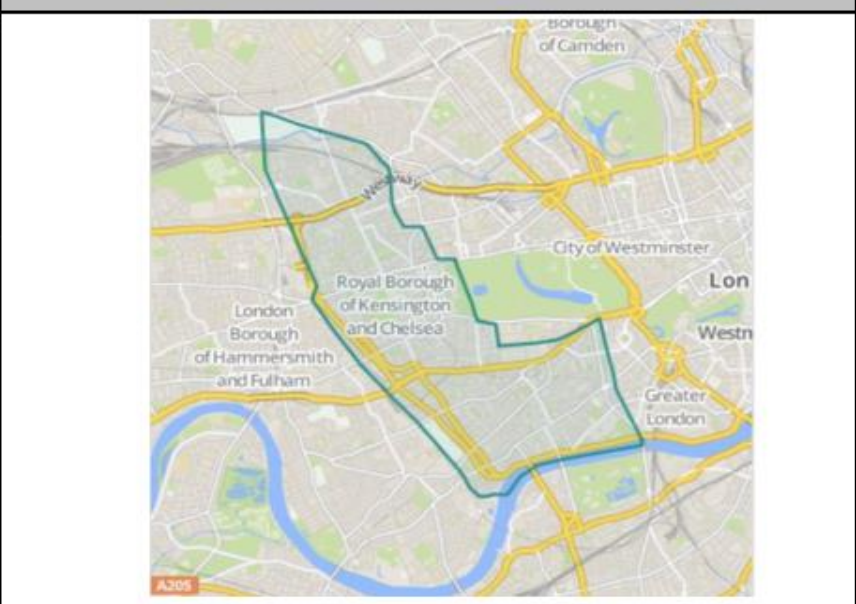 Borough
of Camden
Westway
City of Westminster
Royal Borough
of Kensington
and Chelsea
Lon
London
Borough
of Hammersmith
and Fulham
Westn
Greater
London
A205